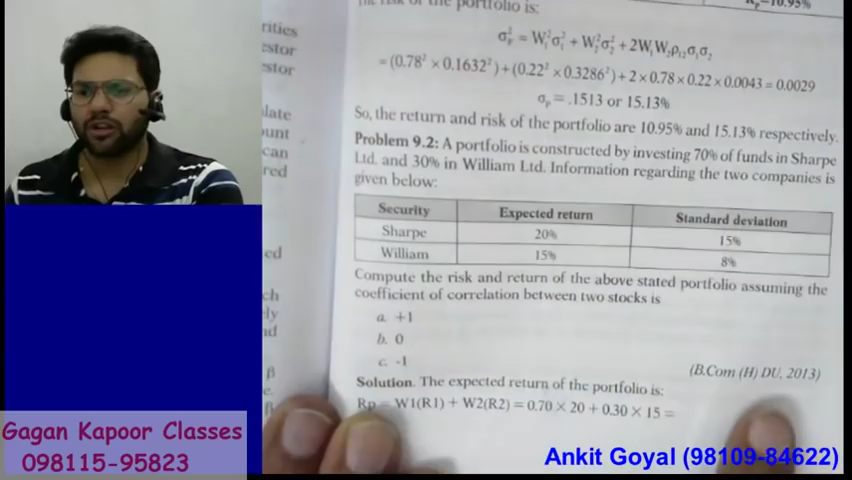 The risk of the portfolio is:
Rp=10.95%
σ²p = W²1σ²1 + W²2σ²2 + 2W1W2ρ12σ1σ2
= (0.78² × 0.1632²) + (0.22² × 0.3286²) + 2 × 0.78 × 0.22 × 0.0043 = 0.0029
σp = .1513 or 15.13%
So, the return and risk of the portfolio are 10.95% and 15.13% respectively.
Problem 9.2: A portfolio is constructed by investing 70% of funds in Sharpe
Ltd. and 30% in William Ltd. Information regarding the two companies is
given below:
Security Expected return Standard deviation
Sharpe 20% 15%
William 15% 8%
Compute the risk and return of the above stated portfolio assuming the
coefficient of correlation between two stocks is
a. +1
b. 0
c. -1
(B.Com (H) DU, 2013)
Solution. The expected return of the portfolio is:
Rp = W1(R1) + W2(R2) = 0.70 × 20 + 0.30 × 15 =
Gagan Kapoor Classes
098115-95823
Ankit Goyal (98109-84622)